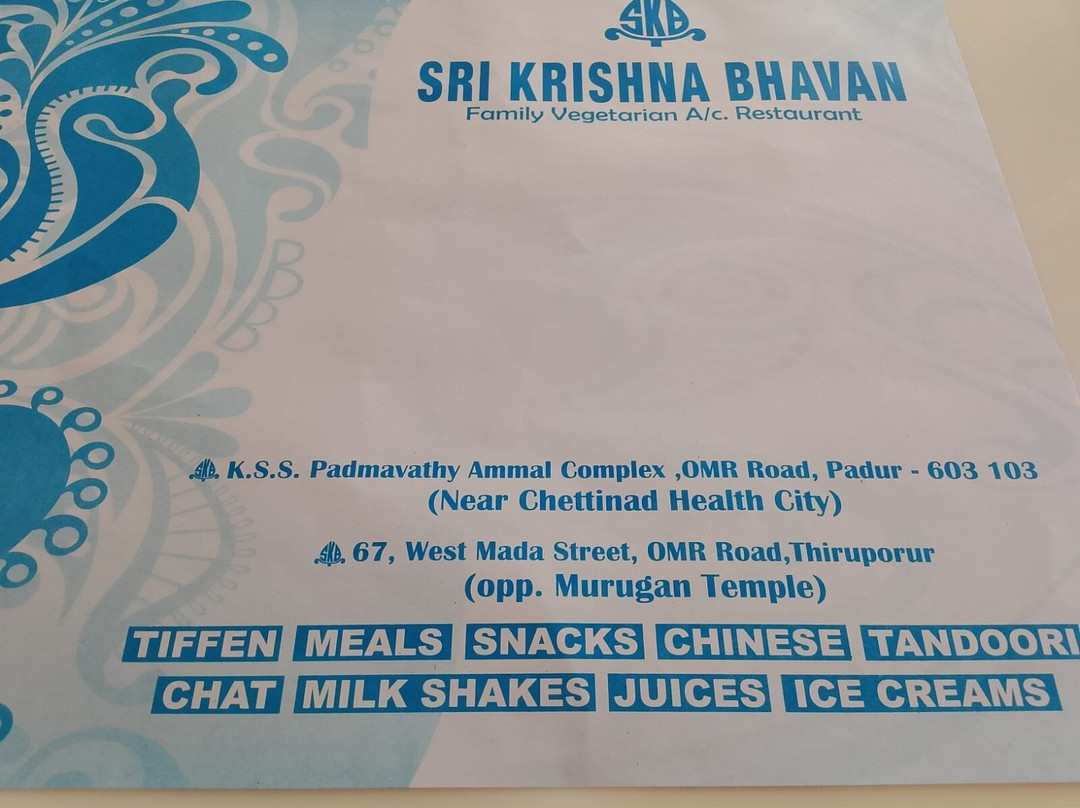 SKB
SRI KRISHNA BHAVAN
Family Vegetarian A/c. Restaurant
SKB. K.S.S. Padmavathy Ammal Complex ,OMR Road, Padur - 603 103
(Near Chettinad Health City)
SKB. 67, West Mada Street, OMR Road,Thiruporur
(opp. Murugan Temple)
TIFFEN MEALS SNACKS CHINESE TANDOORI
CHAT MILK SHAKES JUICES ICE CREAMS